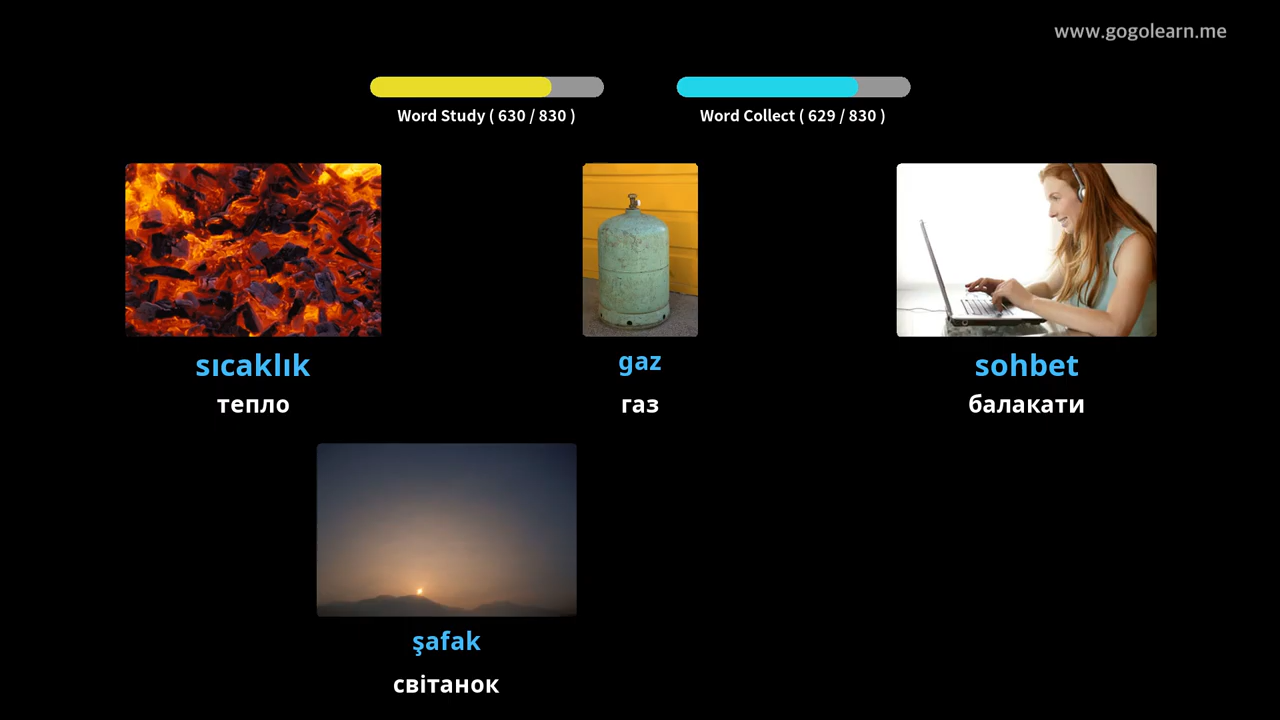 www.gogolearn.me
Word Study ( 630 / 830 )
Word Collect ( 629 / 830 )
sıcaklık
тепло
gaz
газ
sohbet
балакати
şafak
світанок